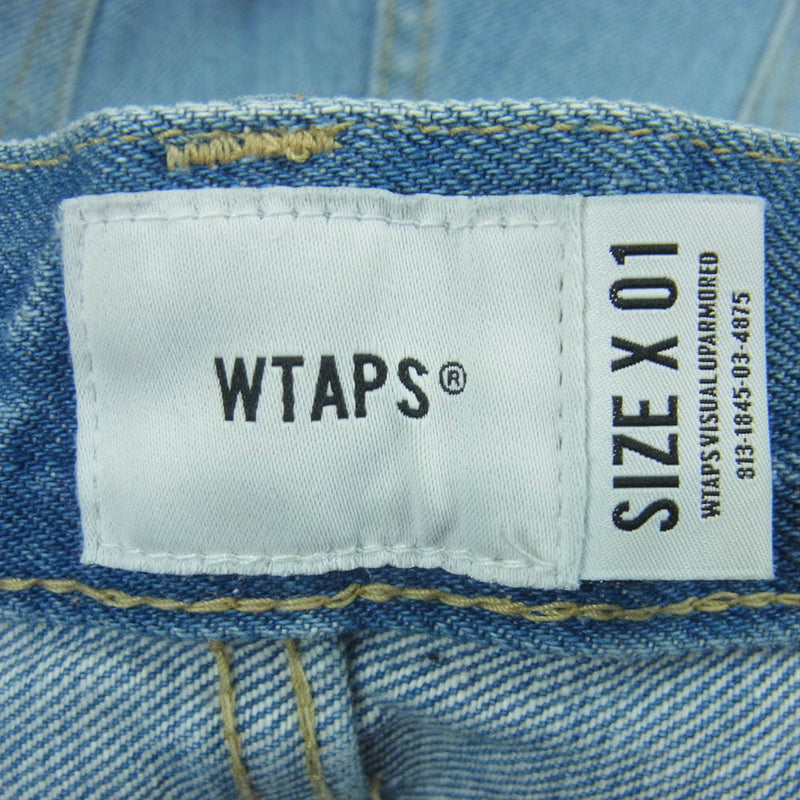 WTAPS®
SIZE X 01
WTAPS VISUAL UPARMORED
813-1845-03-4875